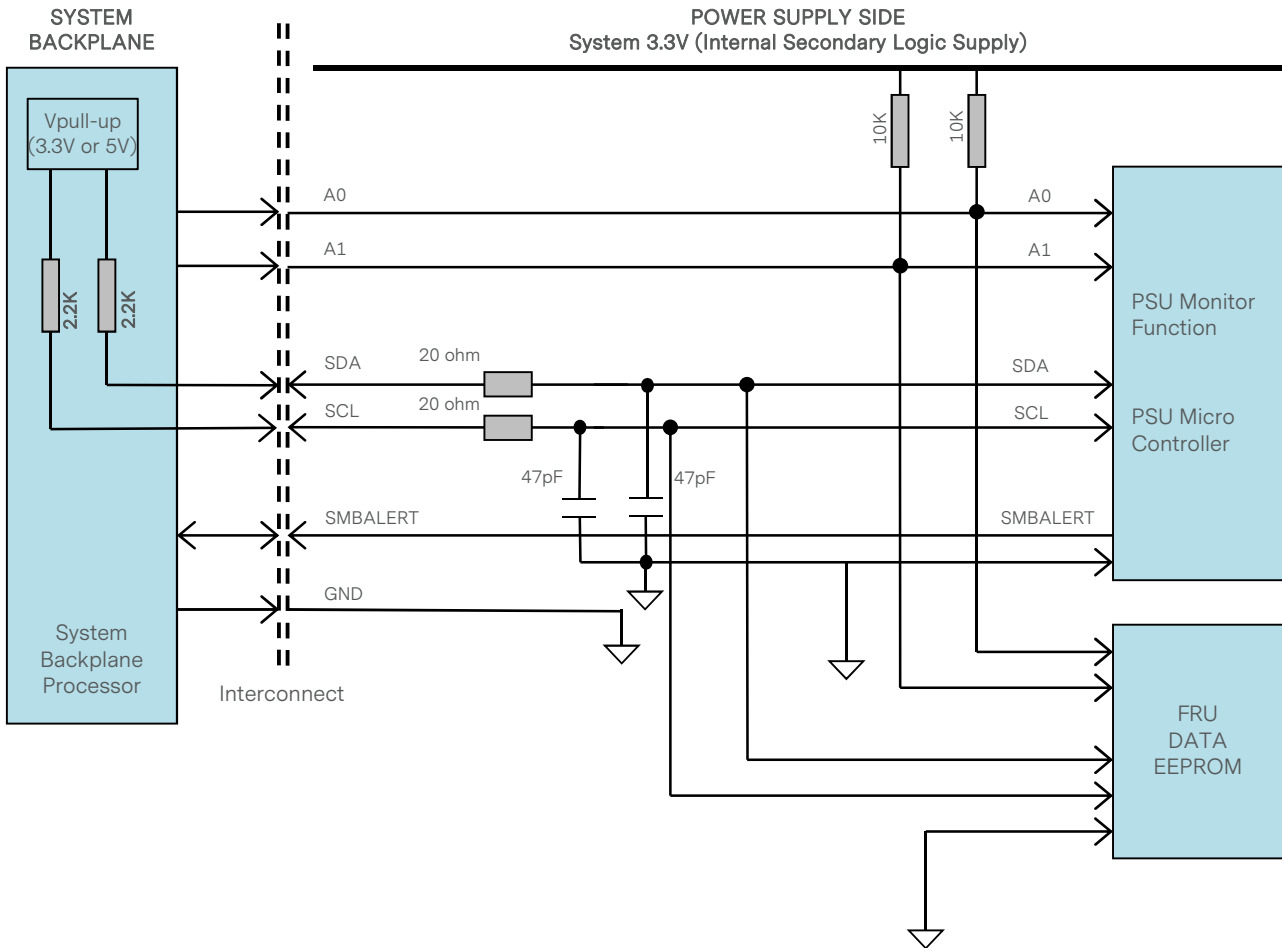 SYSTEM
BACKPLANE
POWER SUPPLY SIDE
System 3.3V (Internal Secondary Logic Supply)
Vpull-up
(3.3V or 5V)
10K
10K
A0
A0
A1
A1
2.2K
2.2K
PSU Monitor
Function
SDA
20 ohm
SDA
SCL
20 ohm
SCL
PSU Micro
Controller
47pF
47pF
SMBALERT
SMBALERT
GND
System
Backplane
Processor
Interconnect
FRU
DATA
EEPROM